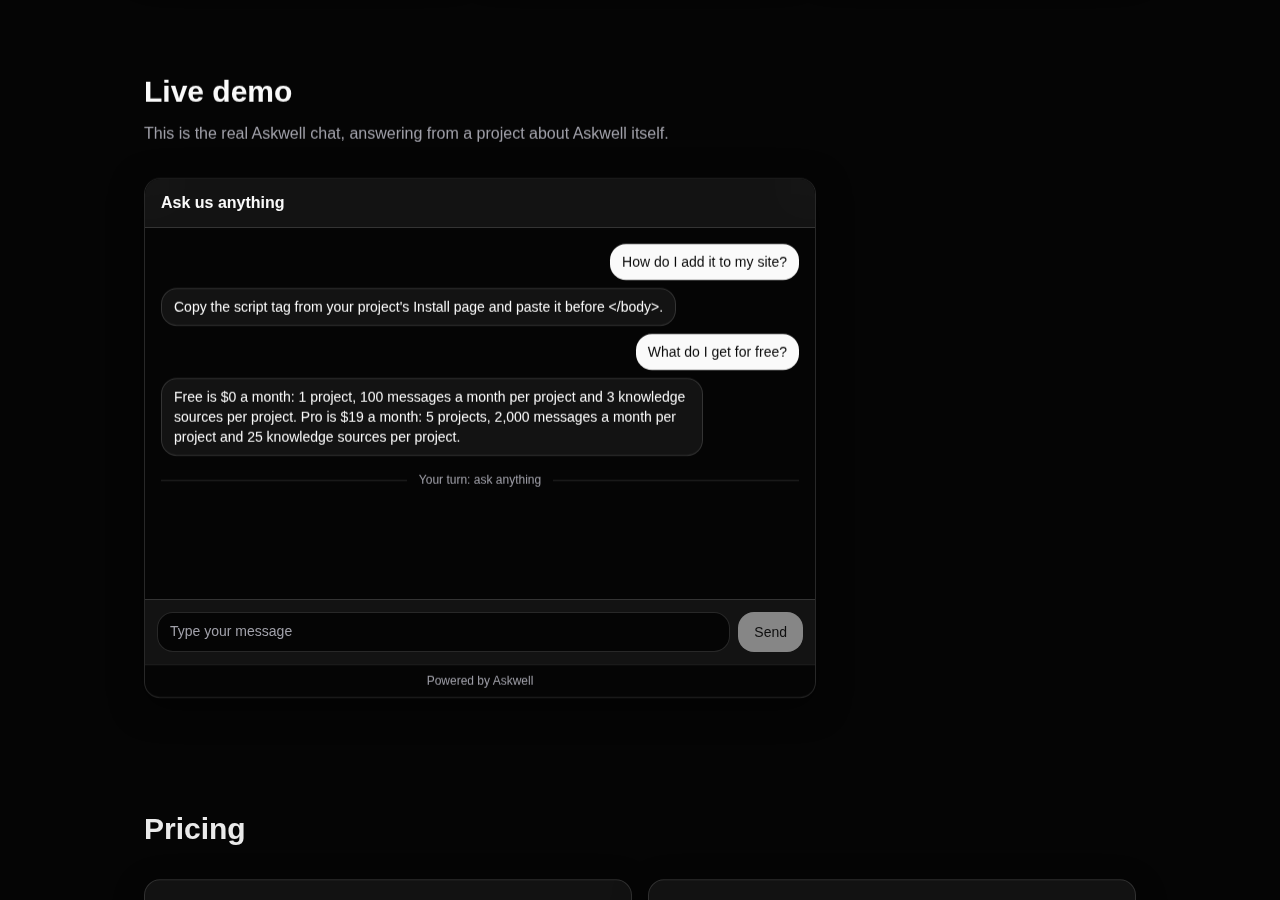 Live demo
This is the real Askwell chat, answering from a project about Askwell itself.
Ask us anything
How do I add it to my site?
Copy the script tag from your project's Install page and paste it before </body>.
What do I get for free?
Free is $0 a month: 1 project, 100 messages a month per project and 3 knowledge
sources per project. Pro is $19 a month: 5 projects, 2,000 messages a month per
project and 25 knowledge sources per project.
Your turn: ask anything
Type your message
Send
Powered by Askwell
Pricing